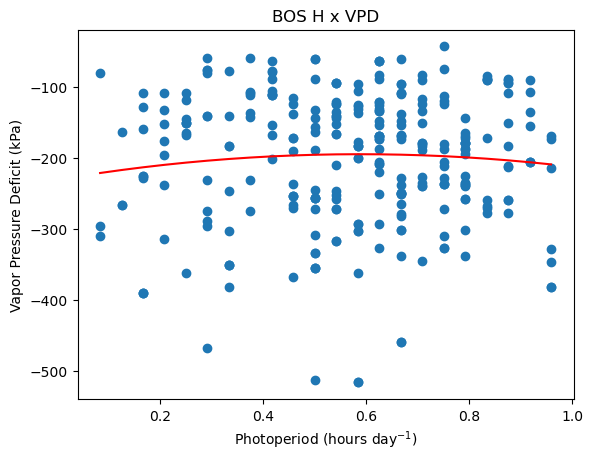 BOS H x VPD
Vapor Pressure Deficit (kPa)
−100
−200
−300
−400
−500
0.2 0.4 0.6 0.8 1.0
Photoperiod (hours day⁻¹)